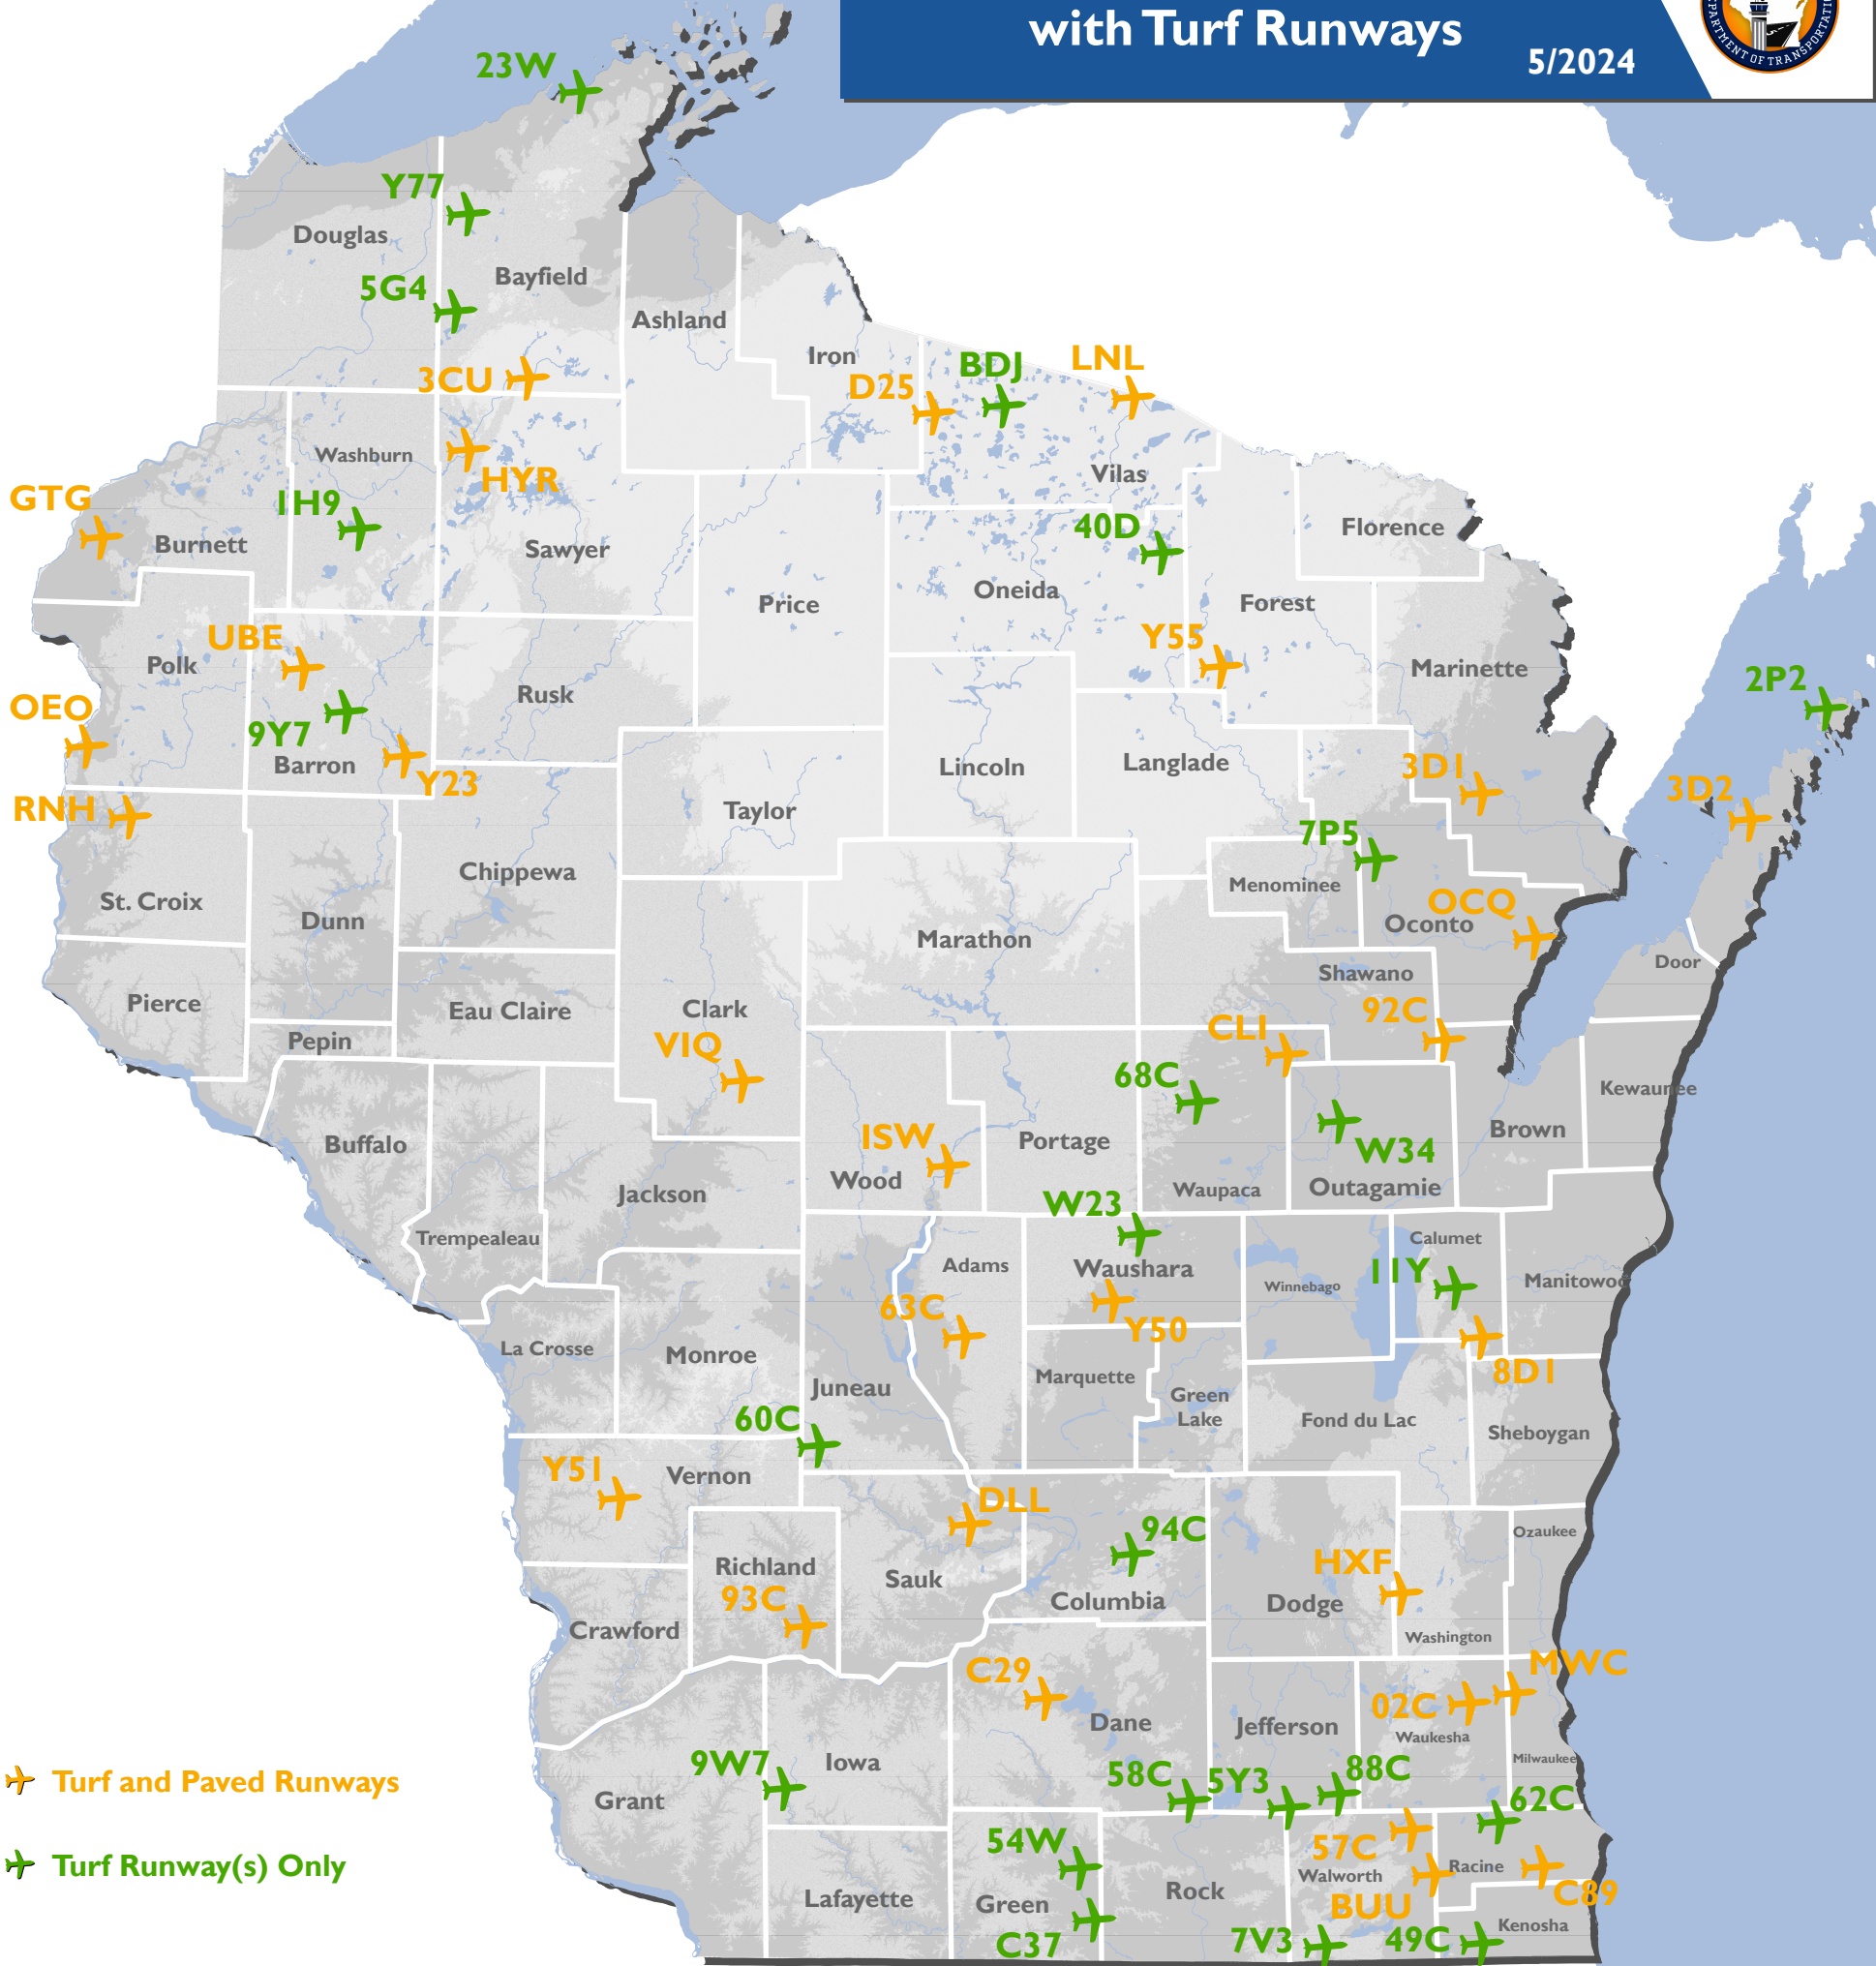 with Turf Runways
5/2024
PARTMENT OF TRANSPORTATI
23W
Y77
Douglas
Bayfield
5G4
Ashland
Iron
LNL
BDJ
3CU
D25
Washburn
HYR
Vilas
GTG
1H9
40D
Florence
Burnett
Sawyer
Oneida
Price
Forest
UBE
Y55
Polk
Marinette
2P2
Rusk
OEO
9Y7
Barron
Y23
Lincoln
Langlade
3D1
3D2
RNH
Taylor
7P5
Chippewa
Menominee
St. Croix
Dunn
OCQ
Oconto
Marathon
Door
Shawano
Pierce
Eau Claire
Clark
92C
CLI
Pepin
VIQ
68C
Kewaunee
Buffalo
ISW
Portage
Brown
W34
Wood
Waupaca
Outagamie
Jackson
W23
Trempealeau
Calumet
Adams
Waushara
11Y
Winnebago
Manitowoc
63C
Y50
La Crosse
Monroe
8D1
Marquette
Juneau
Green
Lake
60C
Fond du Lac
Sheboygan
Y51
Vernon
DLL
94C
Ozaukee
Richland
HXF
Sauk
93C
Columbia
Dodge
Crawford
Washington
C29
MWC
02C
Dane
Jefferson
Waukesha
9W7
Iowa
Milwaukee
Turf and Paved Runways
58C
5Y3
88C
Grant
62C
54W
57C
Turf Runway(s) Only
Walworth
Racine
Lafayette
Green
Rock
BUU
C89
C37
7V3
49C
Kenosha